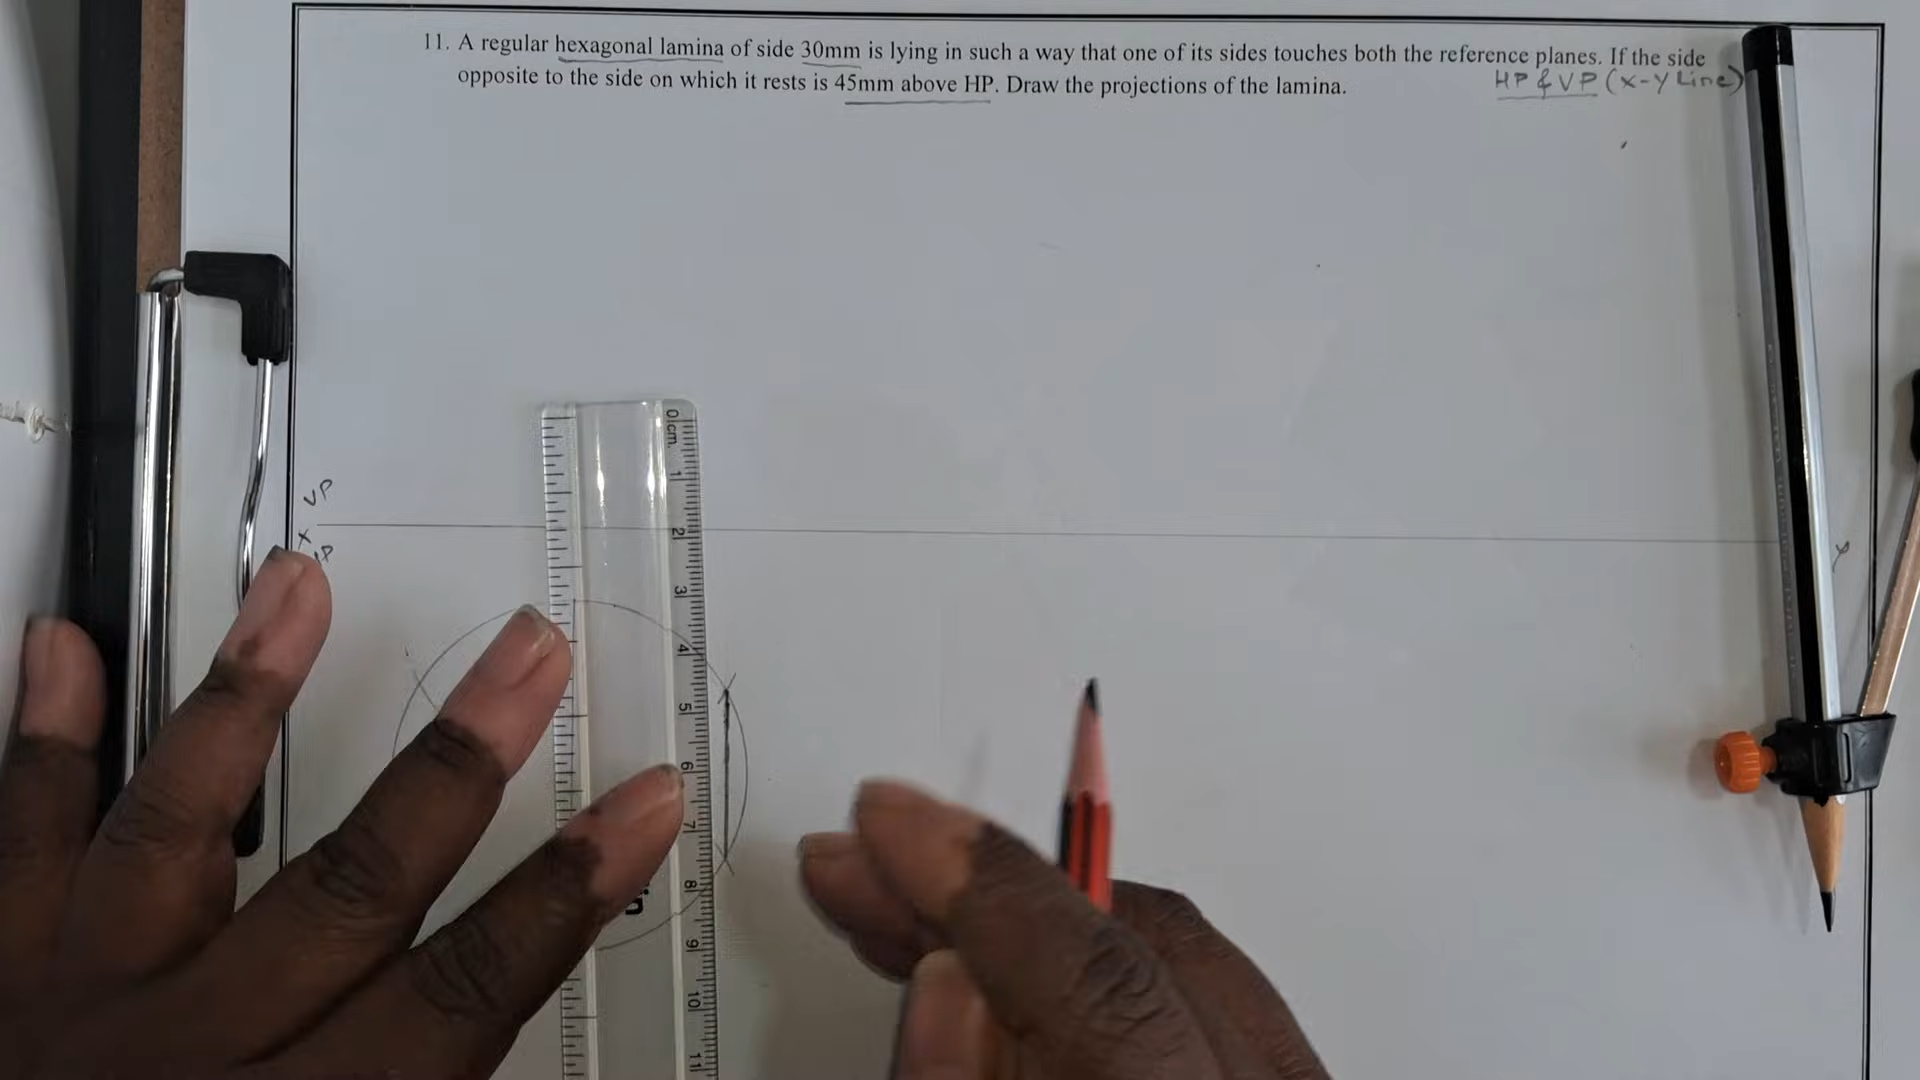 11. A regular hexagonal lamina of side 30mm is lying in such a way that one of its sides touches both the reference planes. If the side
opposite to the side on which it rests is 45mm above HP. Draw the projections of the lamina.
HP & VP (x-y Line)
0 cm. 1 2 3 4 5 6 7 8 9 10 11
VP
x
y